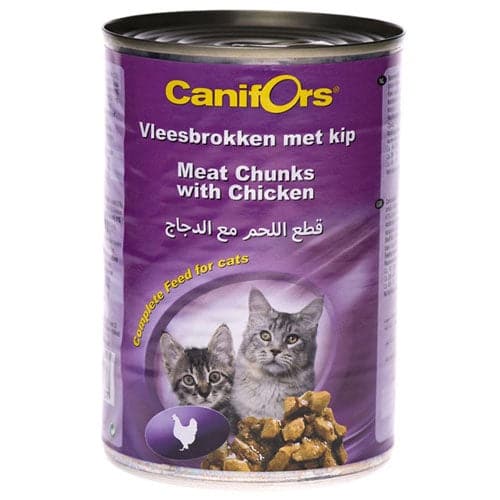 Canifors®
Vleesbrokken met kip
Meat Chunks
with Chicken
قطع اللحم مع الدجاج
Complete Feed for cats